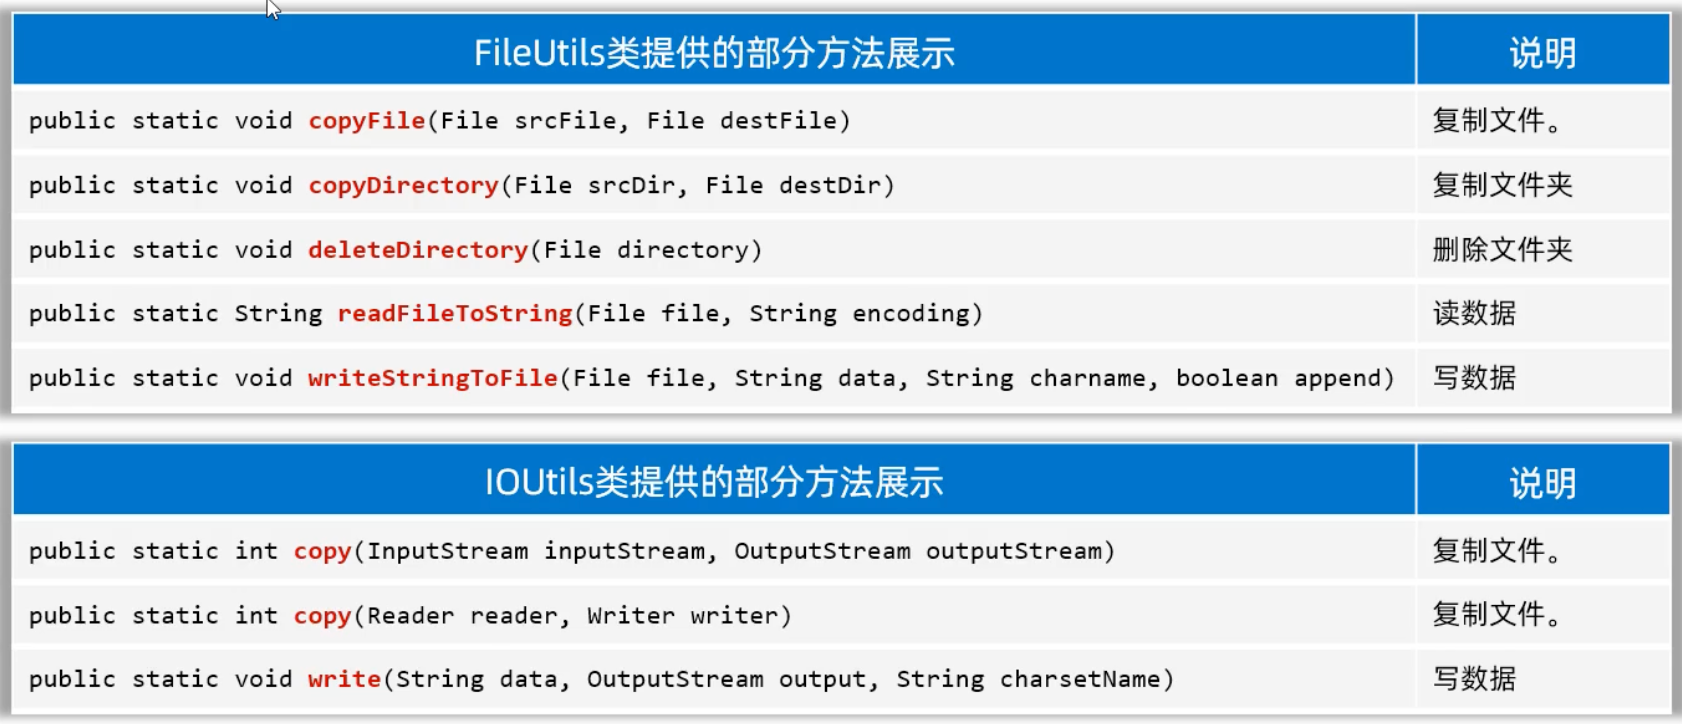 FileUtils类提供的部分方法展示 说明
public static void copyFile(File srcFile, File destFile) 复制文件。
public static void copyDirectory(File srcDir, File destDir) 复制文件夹
public static void deleteDirectory(File directory) 删除文件夹
public static String readFileToString(File file, String encoding) 读数据
public static void writeStringToFile(File file, String data, String charname, boolean append) 写数据
IOUtils类提供的部分方法展示 说明
public static int copy(InputStream inputStream, OutputStream outputStream) 复制文件。
public static int copy(Reader reader, Writer writer) 复制文件。
public static void write(String data, OutputStream output, String charsetName) 写数据